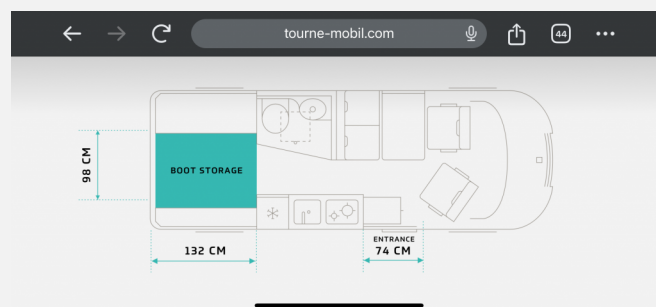 tourne-mobil.com
44
98 CM
BOOT STORAGE
132 CM
ENTRANCE
74 CM